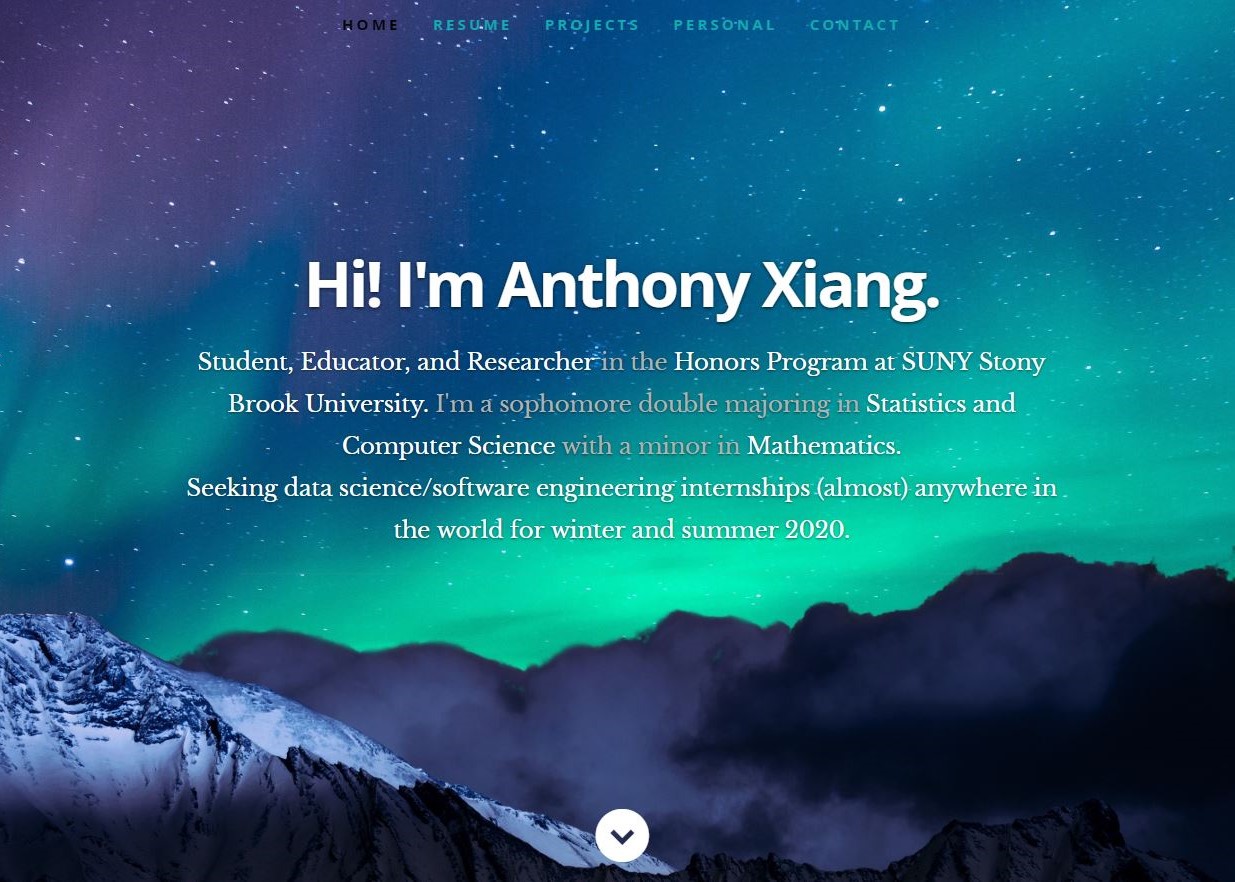 HOME RESUME PROJECTS PERSONAL CONTACT
Hi! I'm Anthony Xiang.
Student, Educator, and Researcher in the Honors Program at SUNY Stony
Brook University. I'm a sophomore double majoring in Statistics and
Computer Science with a minor in Mathematics.
Seeking data science/software engineering internships (almost) anywhere in
the world for winter and summer 2020.